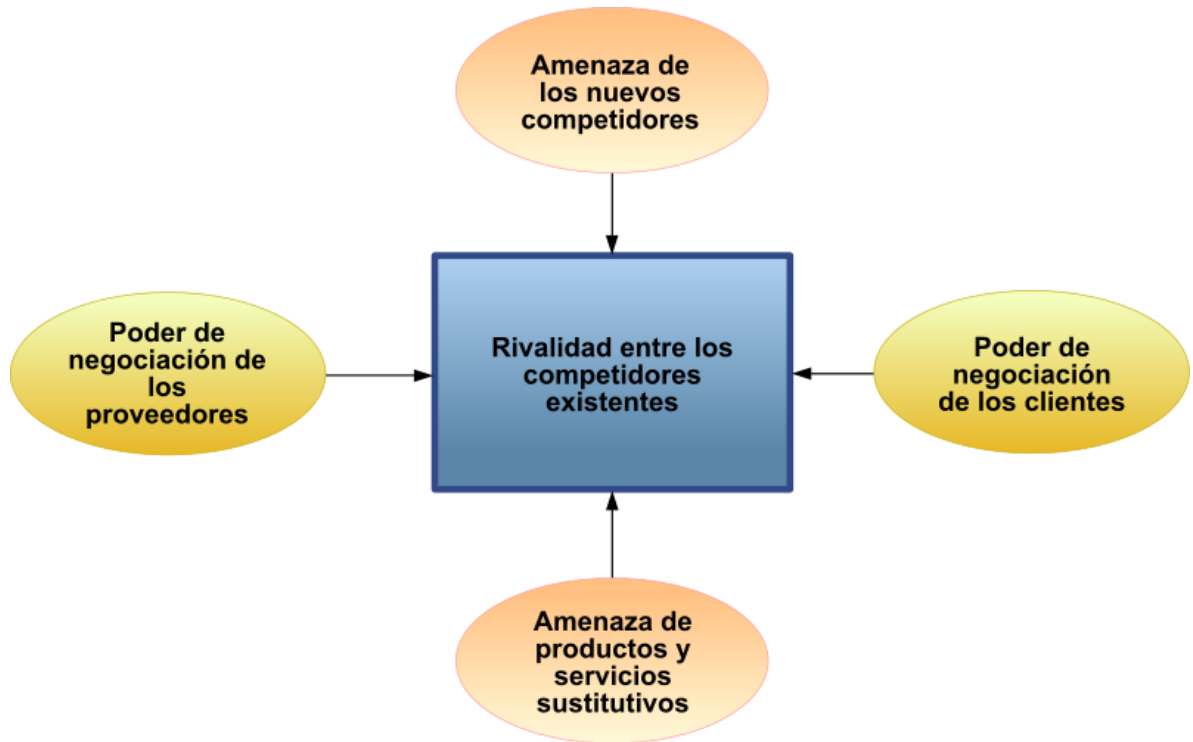 Amenaza de
los nuevos
competidores
Poder de
negociación de
los
proveedores
Rivalidad entre los
competidores
existentes
Poder de
negociación
de los clientes
Amenaza de
productos y
servicios
sustitutivos